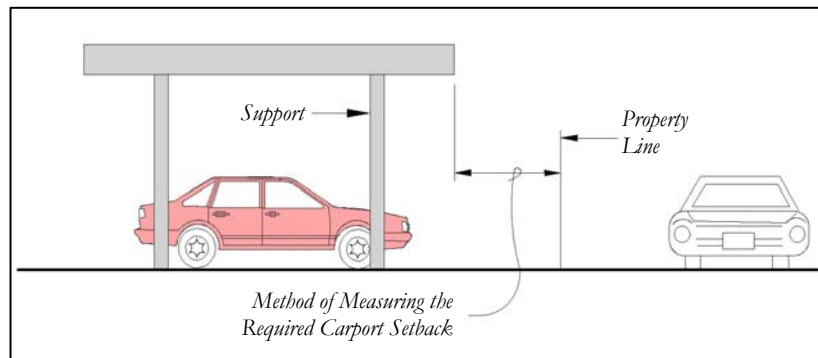 Support
Property
Line
Method of Measuring the
Required Carport Setback